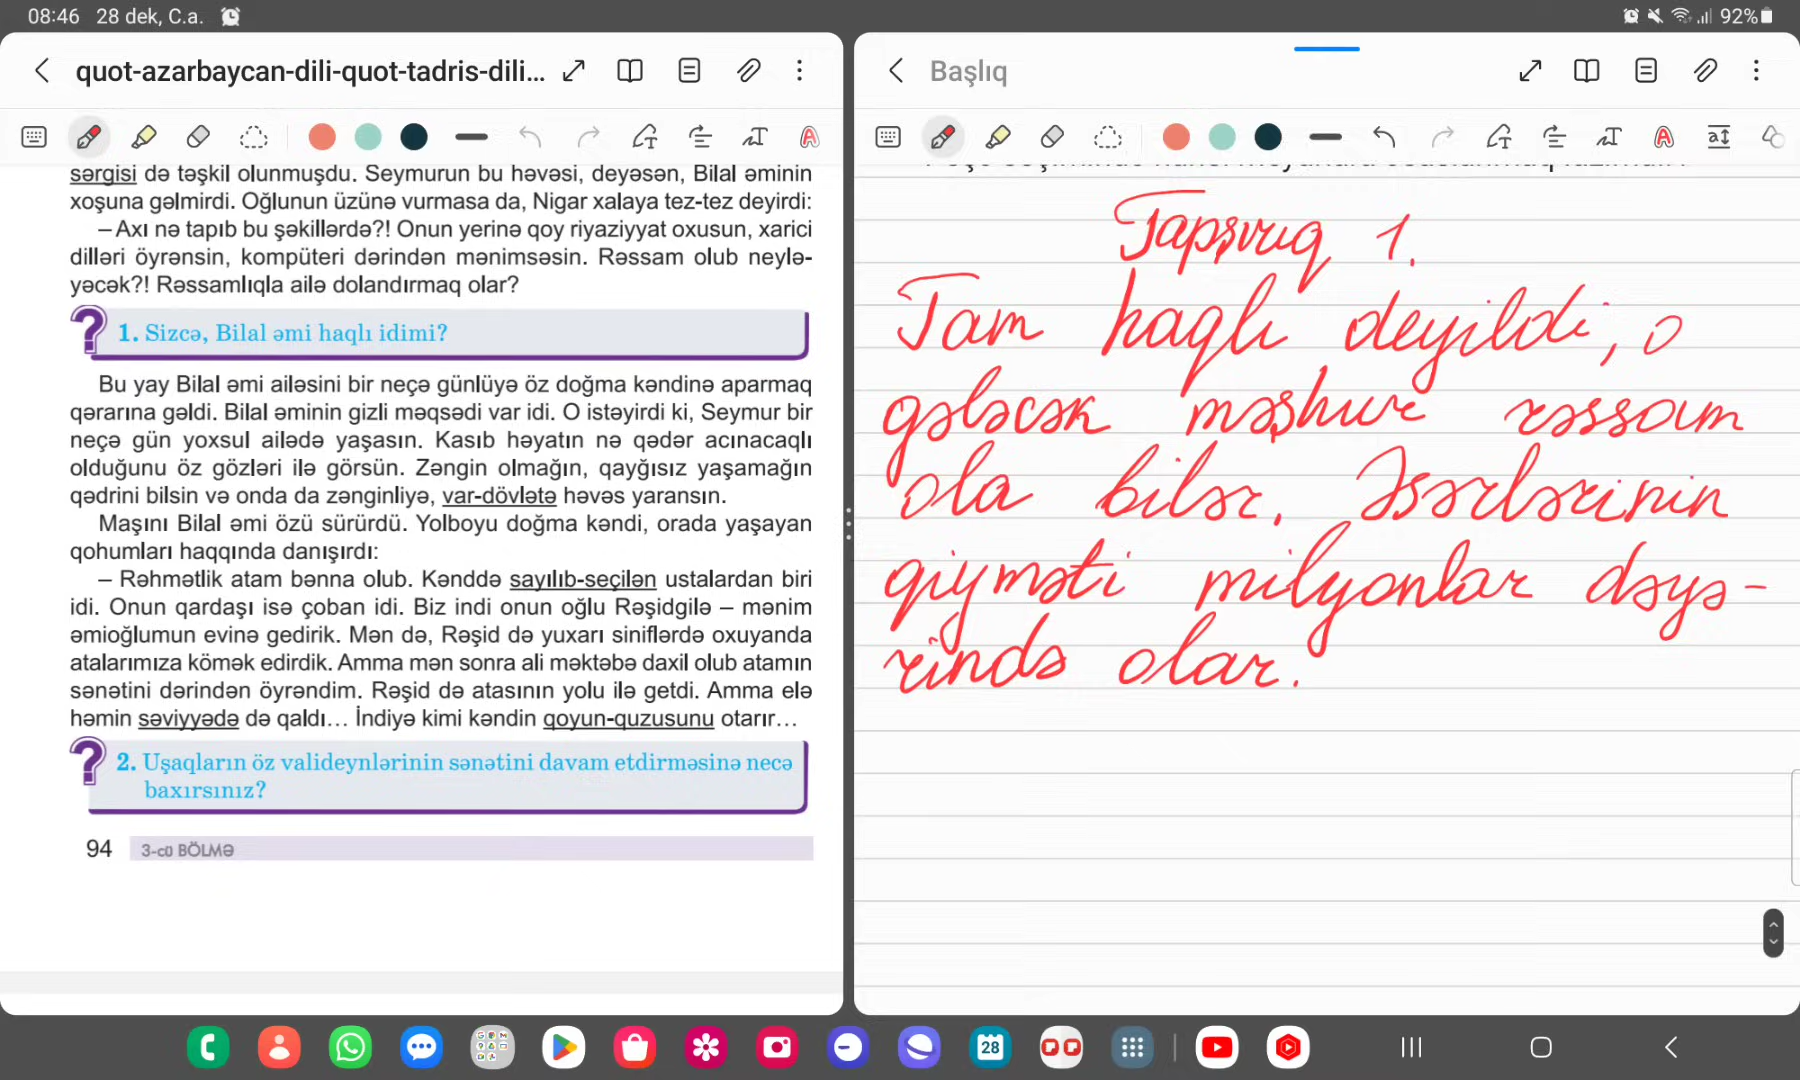 08:46 28 dek, C.a.
92%
quot-azarbaycan-dili-quot-tadris-dili...
sərgisi də təşkil olunmuşdu. Seymurun bu həvəsi, deyəsən, Bilal əminin
xoşuna gəlmirdi. Oğlunun üzünə vurmasa da, Nigar xalaya tez-tez deyirdi:
– Axı nə tapıb bu şəkillərdə?! Onun yerinə qoy riyaziyyat oxusun, xarici
dilləri öyrənsin, kompüteri dərindən mənimsəsin. Rəssam olub neylə-
yəcək?! Rəssamlıqla ailə dolandırmaq olar?
? 1. Sizcə, Bilal əmi haqlı idimi?
Bu yay Bilal əmi ailəsini bir neçə günlüyə öz doğma kəndinə aparmaq
qərarına gəldi. Bilal əminin gizli məqsədi var idi. O istəyirdi ki, Seymur bir
neçə gün yoxsul ailədə yaşasın. Kasıb həyatın nə qədər acınacaqlı
olduğunu öz gözləri ilə görsün. Zəngin olmağın, qayğısız yaşamağın
qədrini bilsin və onda da zənginliyə, var-dövlətə həvəs yaransın.
Maşını Bilal əmi özü sürürdü. Yolboyu doğma kəndi, orada yaşayan
qohumları haqqında danışırdı:
– Rəhmətlik atam bənna olub. Kənddə sayılıb-seçilən ustalardan biri
idi. Onun qardaşı isə çoban idi. Biz indi onun oğlu Rəşidgilə – mənim
əmioğlumun evinə gedirik. Mən də, Rəşid də yuxarı siniflərdə oxuyanda
atalarımıza kömək edirdik. Amma mən sonra ali məktəbə daxil olub atamın
sənətini dərindən öyrəndim. Rəşid də atasının yolu ilə getdi. Amma elə
həmin səviyyədə də qaldı... İndiyə kimi kəndin qoyun-quzusunu otarır...
? 2. Uşaqların öz valideynlərinin sənətini davam etdirməsinə necə
baxırsınız?
94 3-cü BÖLMƏ
Başlıq
Tapşırıq 1.
Tam haqlı deyildi, o
gələcək məşhur rəssam
ola bilər. Əsərlərinin
qiyməti milyonlar dəyə-
rində olar.
28